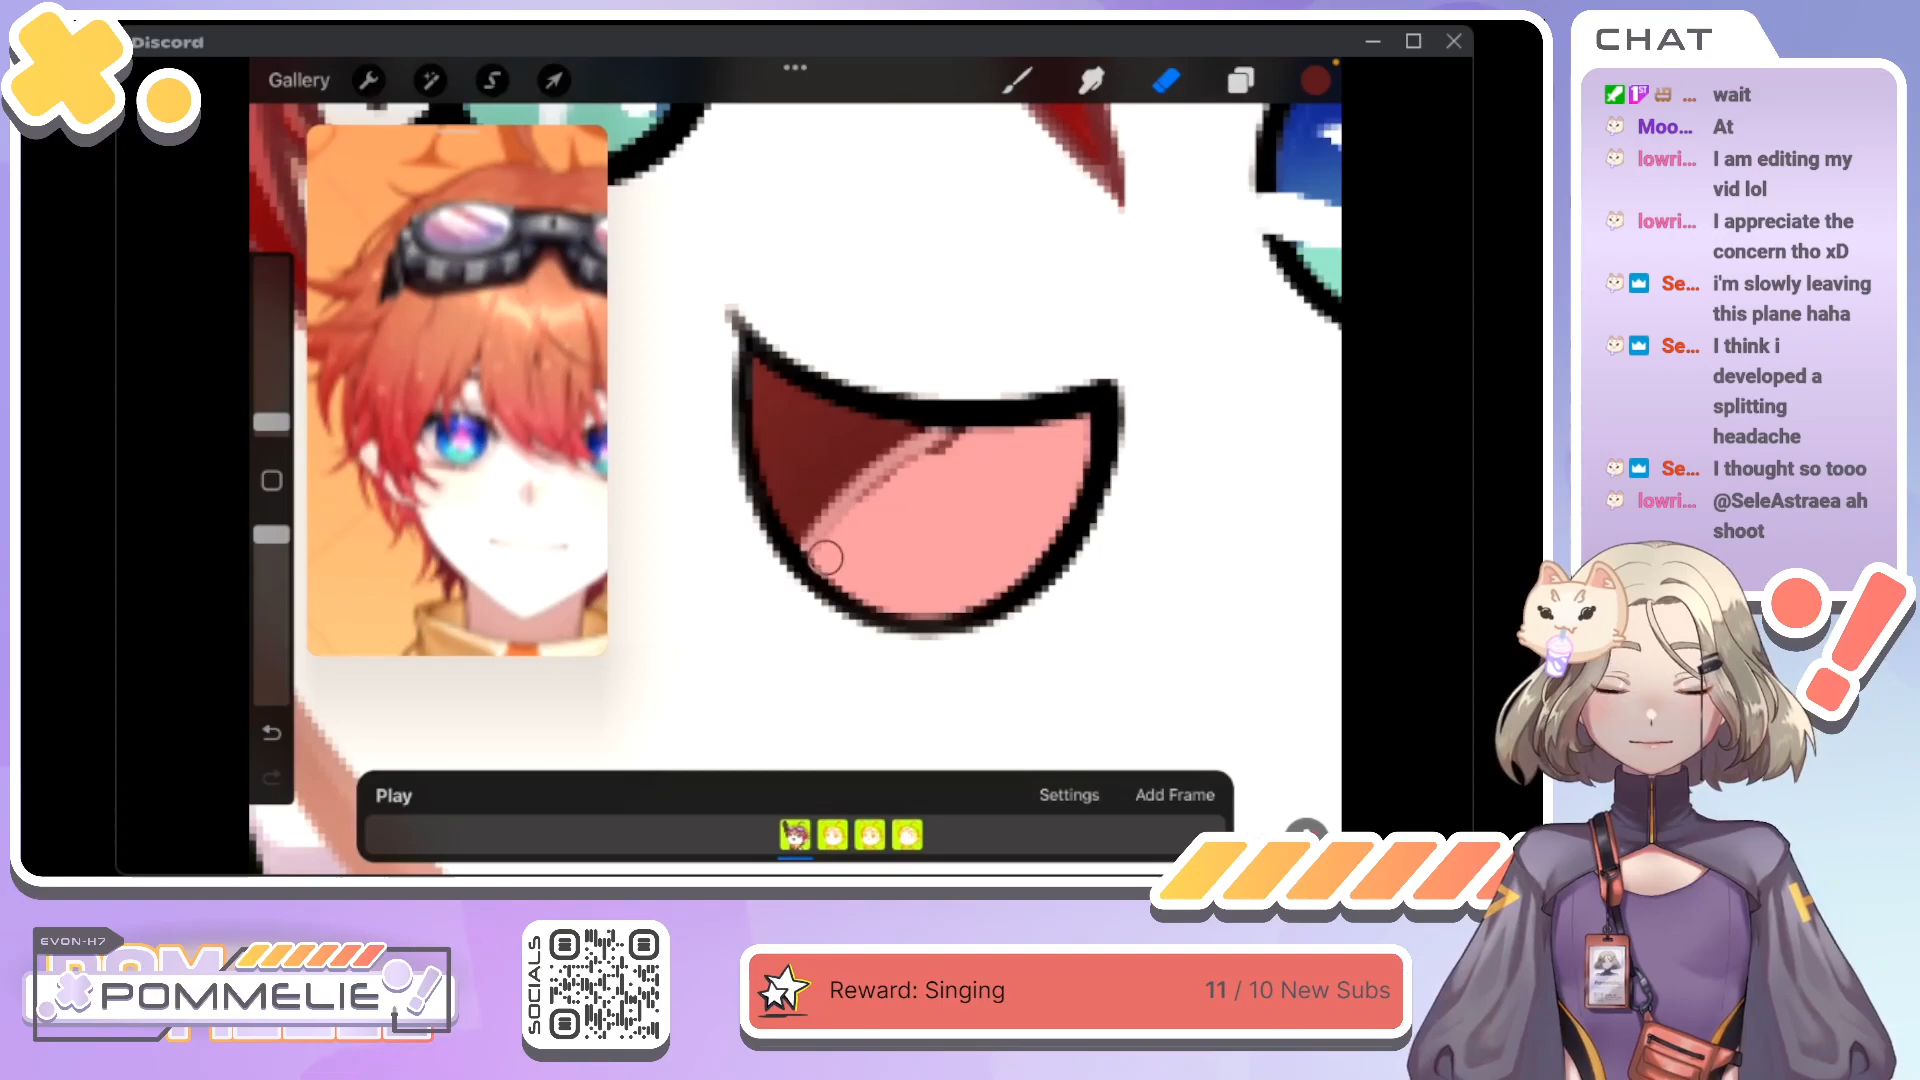 Discord
Gallery
Play
Settings
Add Frame
CHAT
1ST ... wait
Moo... At
lowri... I am editing my
vid lol
lowri... I appreciate the
concern tho xD
Se... i'm slowly leaving
this plane haha
Se... I think i
developed a
splitting
headache
Se... I thought so tooo
lowri... @SeleAstraea ah
shoot
EVON-H7
POMMELIE
SOCIALS
Reward: Singing
11 / 10 New Subs